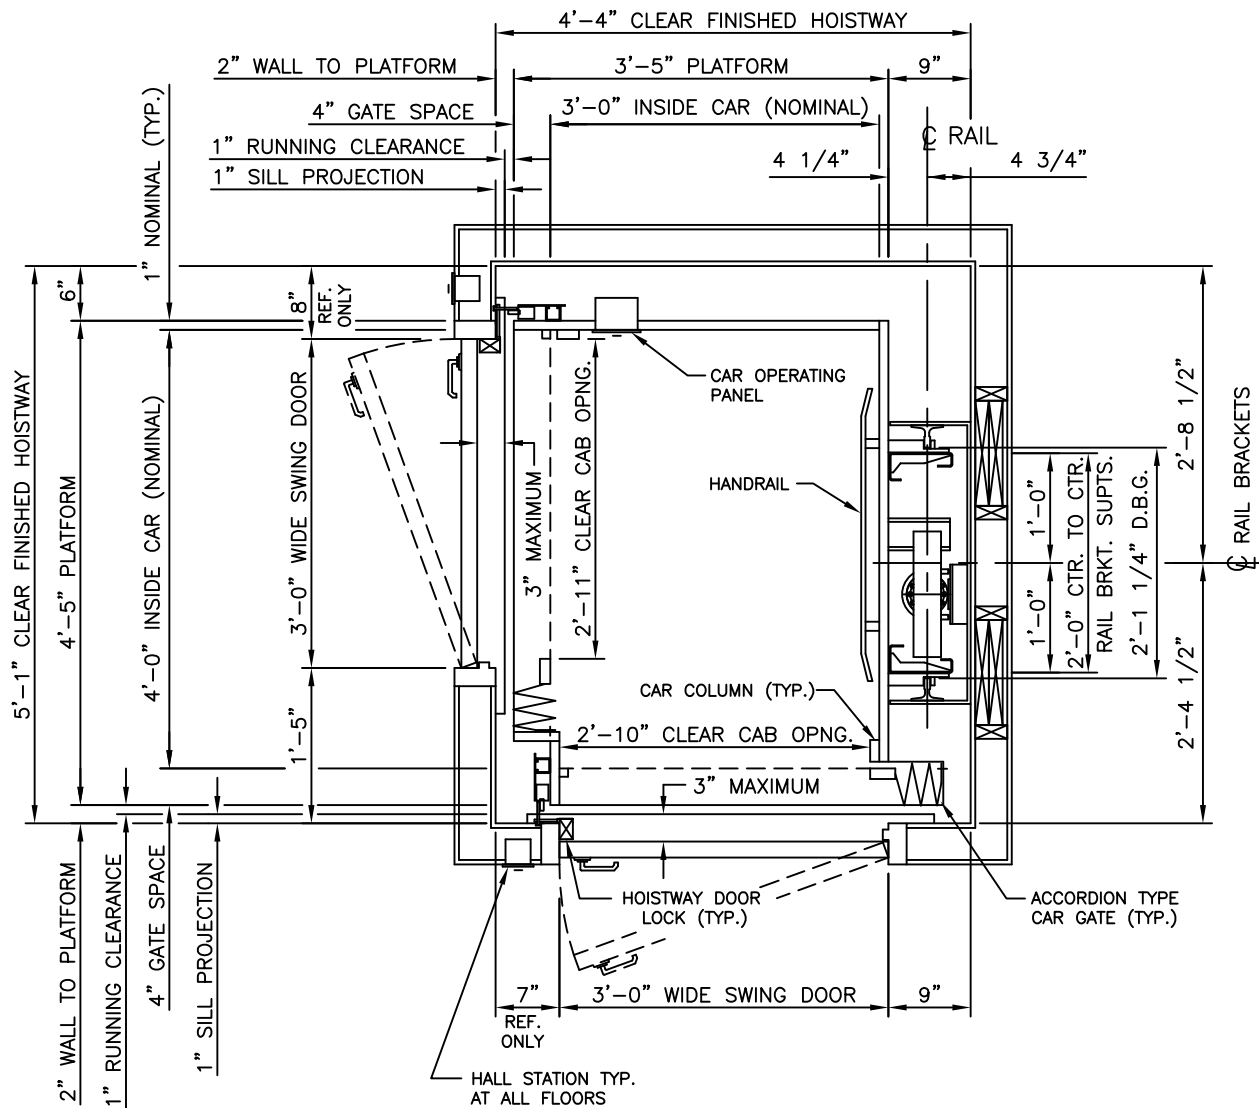 4'-4" CLEAR FINISHED HOISTWAY
2" WALL TO PLATFORM
3'-5" PLATFORM
9"
4" GATE SPACE
3'-0" INSIDE CAR (NOMINAL)
1" RUNNING CLEARANCE
℄ RAIL
1" SILL PROJECTION
4 1/4"
4 3/4"
1" NOMINAL (TYP.)
6"
8"
REF.
ONLY
5'-1" CLEAR FINISHED HOISTWAY
4'-5" PLATFORM
4'-0" INSIDE CAR (NOMINAL)
3'-0" WIDE SWING DOOR
1'-5"
3" MAXIMUM
2'-11" CLEAR CAB OPNG.
CAR OPERATING
PANEL
HANDRAIL
CAR COLUMN (TYP.)
2'-10" CLEAR CAB OPNG.
3" MAXIMUM
1'-0"
1'-0"
2'-0" CTR. TO CTR.
RAIL BRKT. SUPTS.
2'-1 1/4" D.B.G.
2'-8 1/2"
2'-4 1/2"
℄ RAIL BRACKETS
2" WALL TO PLATFORM
1" RUNNING CLEARANCE
4" GATE SPACE
1" SILL PROJECTION
HOISTWAY DOOR
LOCK (TYP.)
ACCORDION TYPE
CAR GATE (TYP.)
7"
REF.
ONLY
3'-0" WIDE SWING DOOR
9"
HALL STATION TYP.
AT ALL FLOORS